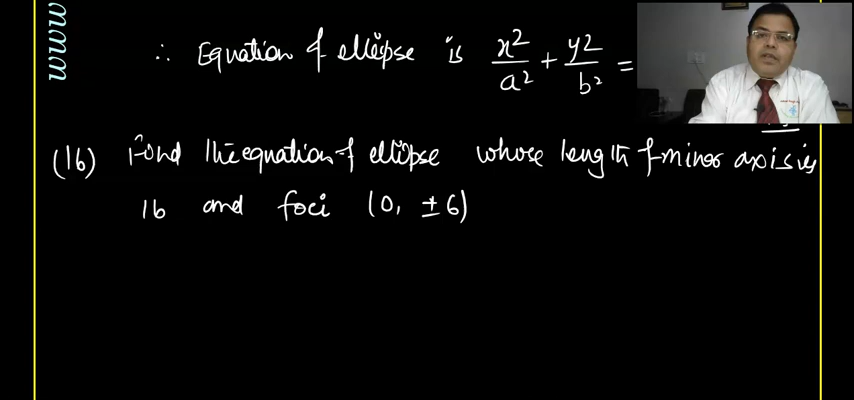 www
∴ Equation of ellipse is x²/a² + y²/b² =
(16) Find the equation of ellipse whose length of minor axis is
16 and foci (0, ±6)